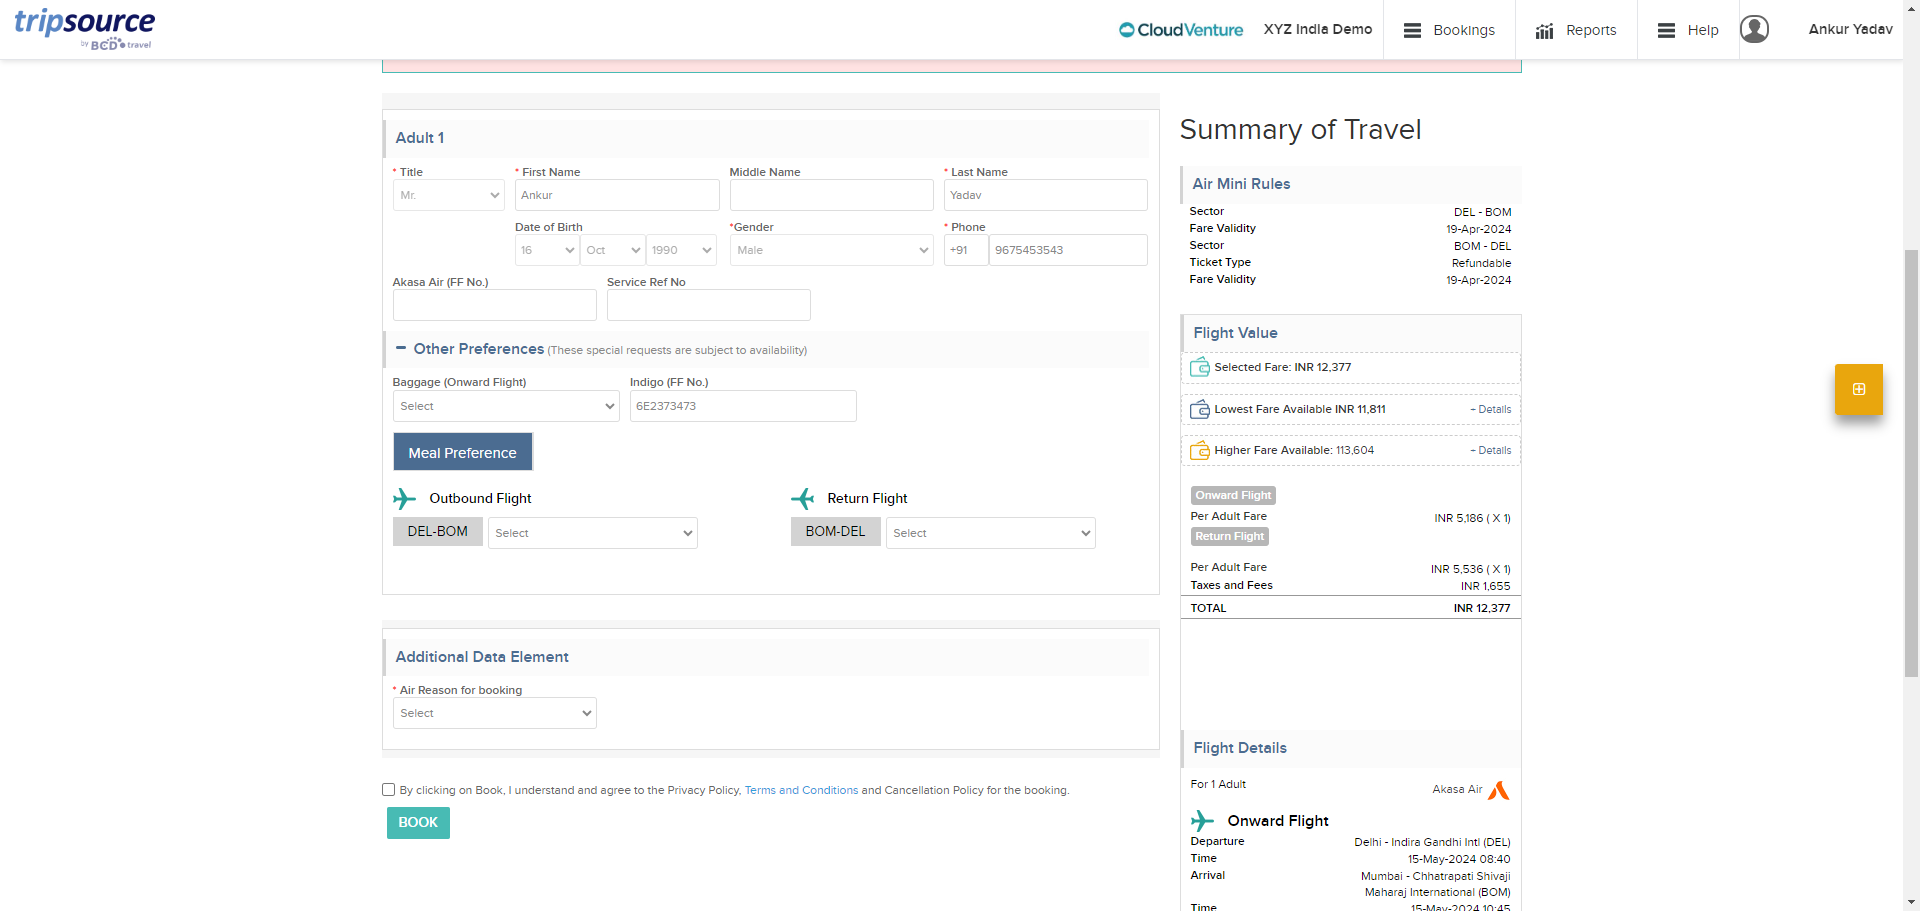 tripsource
by BCD travel
CloudVenture
XYZ India Demo
Bookings
Reports
Help
Ankur Yadav
Adult 1
* Title
* First Name
Middle Name
* Last Name
Mr.
Ankur
Yadav
Date of Birth
*Gender
* Phone
16
Oct
1990
Male
+91
9675453543
Akasa Air (FF No.)
Service Ref No
Other Preferences (These special requests are subject to availability)
Baggage (Onward Flight)
Indigo (FF No.)
Select
6E2373473
Meal Preference
Outbound Flight
Return Flight
DEL-BOM
Select
BOM-DEL
Select
Additional Data Element
* Air Reason for booking
Select
By clicking on Book, I understand and agree to the Privacy Policy, Terms and Conditions and Cancellation Policy for the booking.
BOOK
Summary of Travel
Air Mini Rules
Sector DEL - BOM
Fare Validity 19-Apr-2024
Sector BOM - DEL
Ticket Type Refundable
Fare Validity 19-Apr-2024
Flight Value
Selected Fare: INR 12,377
Lowest Fare Available INR 11,811 + Details
Higher Fare Available: 113,604 + Details
Onward Flight
Per Adult Fare INR 5,186 ( X 1)
Return Flight
Per Adult Fare INR 5,536 ( X 1)
Taxes and Fees INR 1,655
TOTAL INR 12,377
Flight Details
For 1 Adult Akasa Air
Onward Flight
Departure Delhi - Indira Gandhi Intl (DEL)
Time 15-May-2024 08:40
Arrival Mumbai - Chhatrapati Shivaji
Maharaj International (BOM)
Time 15-May-2024 10:45